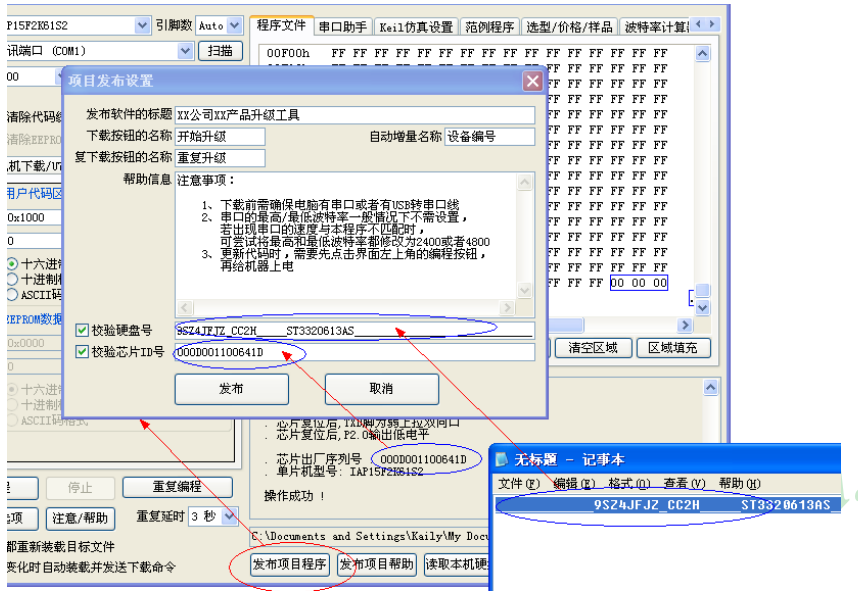 P15F2K61S2 引脚数 Auto 程序文件 串口助手 Keil仿真设置 范例程序 选型/价格/样品 波特率计算
讯端口 (COM1) 扫描
00F00h FF FF FF FF FF FF FF FF FF FF FF FF
项目发布设置
发布软件的标题 XX公司XX产品升级工具
下载按钮的名称 开始升级 自动增量名称 设备编号
复下载按钮的名称 重复升级
帮助信息 注意事项：
1、下载前需确保电脑有串口或者有USB转串口线
2、串口的最高/最低波特率一般情况下不需设置，
若出现串口的速度与本程序不匹配时，
可尝试将最高和最低波特率都修改为2400或者4800
3、更新代码时，需要先点击界面左上角的编程按钮，
再给机器上电
校验硬盘号 9SZ4JFJZ_CC2H_____ST3320613AS_
校验芯片ID号 000D001100641D
发布 取消
清除代码
清除EEPRO
机下载/U
用户代码区
0x1000
0
十六进制
十进制
ASCII码
EEPROM数据
0x0000
0
十六进制
十进制
ASCII码格式
FF FF FF 00 00 00
清空区域 区域填充
. 芯片复位后,TXD脚为弱上拉双向口
. 芯片复位后,P2.0输出低电平
. 芯片出厂序列号 000D001100641D
. 单片机型号: IAP15F2K61S2
操作成功 !
无标题 - 记事本
文件(F) 编辑(E) 格式(O) 查看(V) 帮助(H)
9SZ4JFJZ_CC2H ST3320613AS
停止 重复编程
选项 注意/帮助 重复延时 3 秒
C:\Documents and Settings\Kaily\My Doc
都重新装载目标文件
变化时自动装载并发送下载命令
发布项目程序 发布项目帮助 读取本机硬